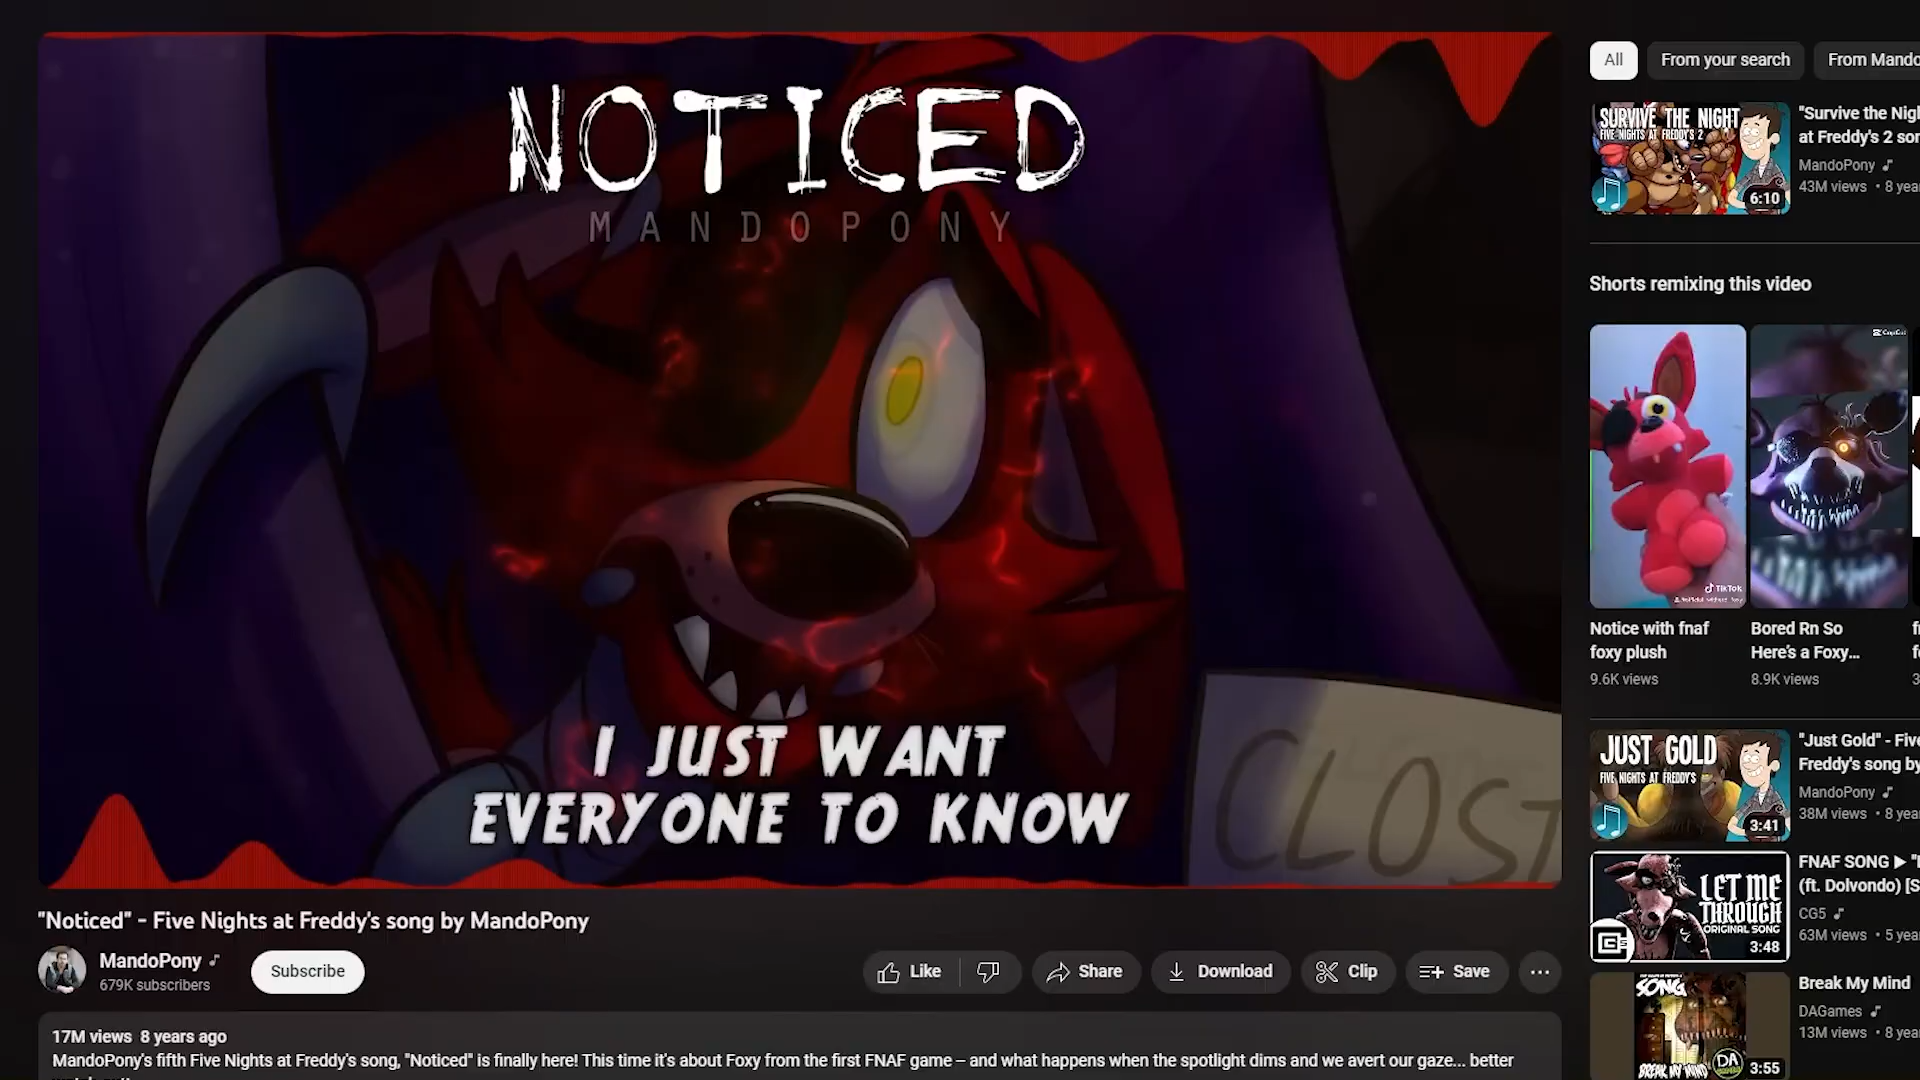 NOTICED
MANDOPONY
I JUST WANT
EVERYONE TO KNOW
CLOS
"Noticed" - Five Nights at Freddy's song by MandoPony
MandoPony
679K subscribers
Subscribe
Like
Share
Download
Clip
Save
17M views 8 years ago
MandoPony's fifth Five Nights at Freddy's song, "Noticed" is finally here! This time it's about Foxy from the first FNAF game – and what happens when the spotlight dims and we avert our gaze... better
All
From your search
From Mando
SURVIVE THE NIGHT
FIVE NIGHTS AT FREDDY'S 2
6:10
"Survive the Nigh
at Freddy's 2 son
MandoPony
43M views • 8 yea
Shorts remixing this video
CapCut
TikTok
Notice with fnaf
foxy plush
9.6K views
Bored Rn So
Here's a Foxy...
8.9K views
JUST GOLD
FIVE NIGHTS AT FREDDY'S
3:41
"Just Gold" - Five
Freddy's song by
MandoPony
38M views • 8 yea
LET ME
THROUGH
ORIGINAL SONG
3:48
FNAF SONG ► "L
(ft. Dolvondo) [S
CG5
63M views • 5 yea
SONG
BREAK MY MIND
DA
3:55
Break My Mind
DAGames
13M views • 8 yea